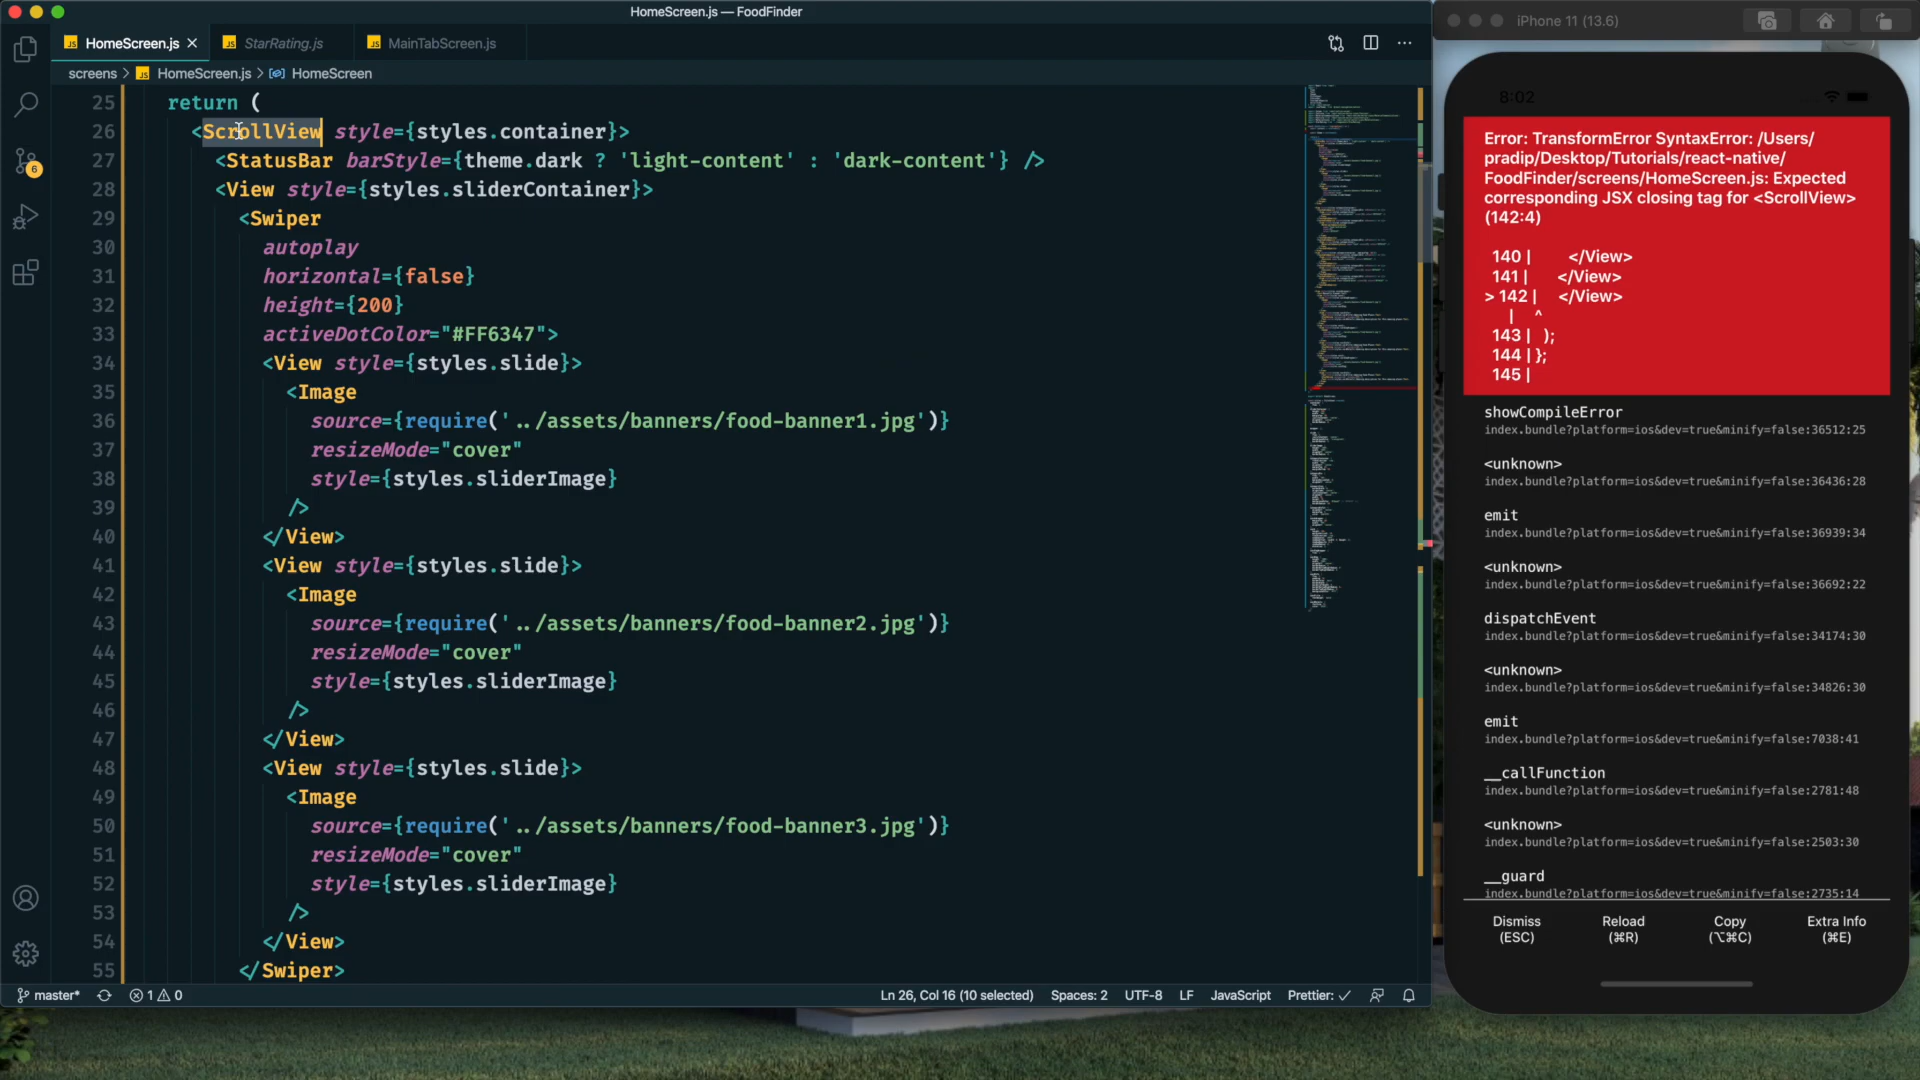 HomeScreen.js — FoodFinder
HomeScreen.js
StarRating.js
MainTabScreen.js
screens > HomeScreen.js > HomeScreen
25 return (
26 <ScrollView style={styles.container}>
27 <StatusBar barStyle={theme.dark ? 'light-content' : 'dark-content'} />
28 <View style={styles.sliderContainer}>
29 <Swiper
30 autoplay
31 horizontal={false}
32 height={200}
33 activeDotColor="#FF6347">
34 <View style={styles.slide}>
35 <Image
36 source={require('../assets/banners/food-banner1.jpg')}
37 resizeMode="cover"
38 style={styles.sliderImage}
39 />
40 </View>
41 <View style={styles.slide}>
42 <Image
43 source={require('../assets/banners/food-banner2.jpg')}
44 resizeMode="cover"
45 style={styles.sliderImage}
46 />
47 </View>
48 <View style={styles.slide}>
49 <Image
50 source={require('../assets/banners/food-banner3.jpg')}
51 resizeMode="cover"
52 style={styles.sliderImage}
53 />
54 </View>
55 </Swiper>
6
master* 1 0 Ln 26, Col 16 (10 selected) Spaces: 2 UTF-8 LF JavaScript Prettier: ✓
iPhone 11 (13.6)
8:02
Error: TransformError SyntaxError: /Users/
pradip/Desktop/Tutorials/react-native/
FoodFinder/screens/HomeScreen.js: Expected
corresponding JSX closing tag for <ScrollView>
(142:4)
140 | </View>
141 | </View>
> 142 | </View>
| ^
143 | );
144 | };
145 |
showCompileError
index.bundle?platform=ios&dev=true&minify=false:36512:25
<unknown>
index.bundle?platform=ios&dev=true&minify=false:36436:28
emit
index.bundle?platform=ios&dev=true&minify=false:36939:34
<unknown>
index.bundle?platform=ios&dev=true&minify=false:36692:22
dispatchEvent
index.bundle?platform=ios&dev=true&minify=false:34174:30
<unknown>
index.bundle?platform=ios&dev=true&minify=false:34826:30
emit
index.bundle?platform=ios&dev=true&minify=false:7038:41
__callFunction
index.bundle?platform=ios&dev=true&minify=false:2781:48
<unknown>
index.bundle?platform=ios&dev=true&minify=false:2503:30
__guard
index.bundle?platform=ios&dev=true&minify=false:2735:14
Dismiss Reload Copy Extra Info
(ESC) (⌘R) (⌥⌘C) (⌘E)